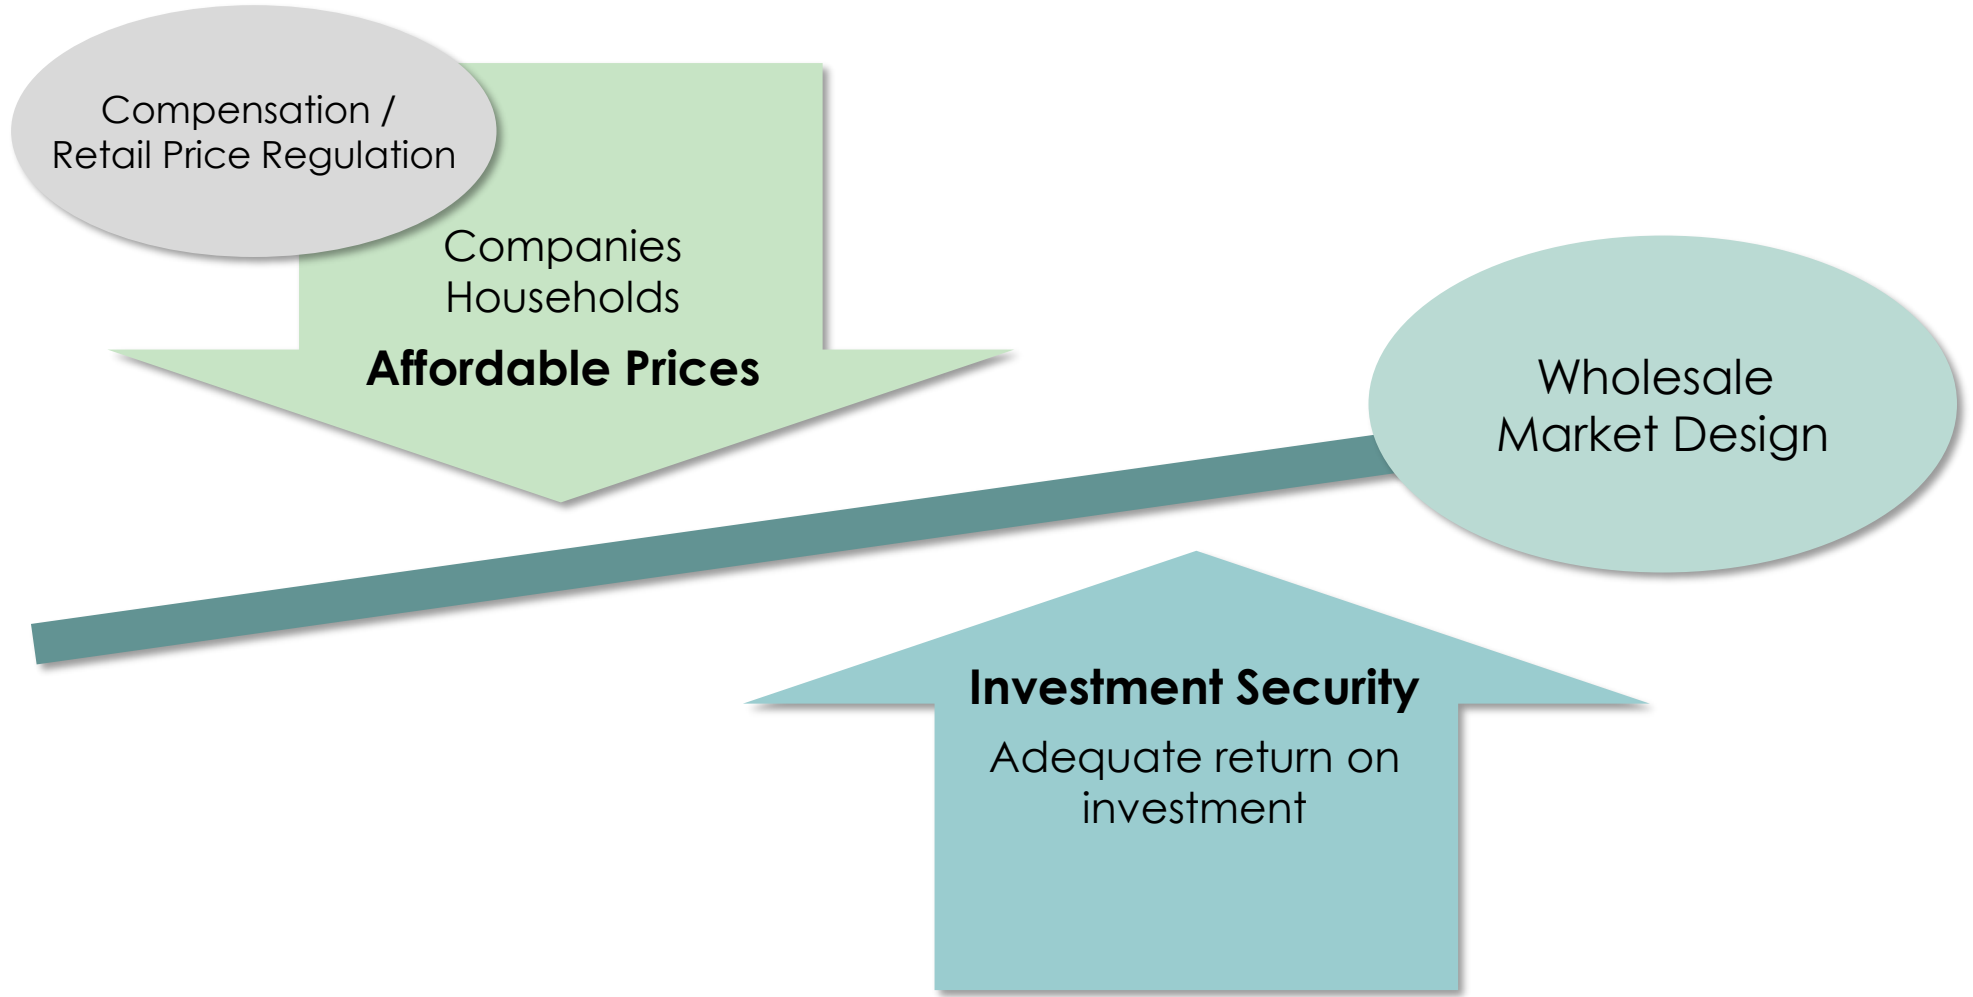 Compensation /
Retail Price Regulation
Companies
Households
Affordable Prices
Wholesale
Market Design
Investment Security
Adequate return on
investment